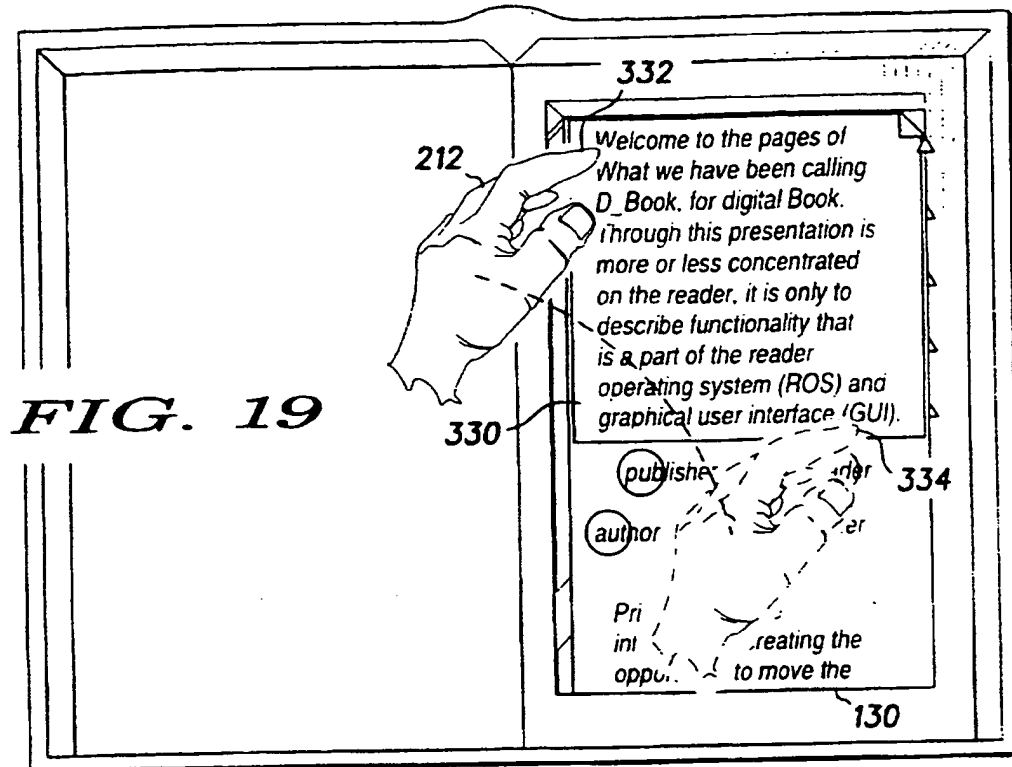 332
212
Welcome to the pages of
What we have been calling
D_Book, for digital Book.
Through this presentation is
more or less concentrated
on the reader, it is only to
describe functionality that
is a part of the reader
operating system (ROS) and
graphical user interface (GUI).
FIG. 19
330
publisher
334
author
Pri
int reating the
to move the
130